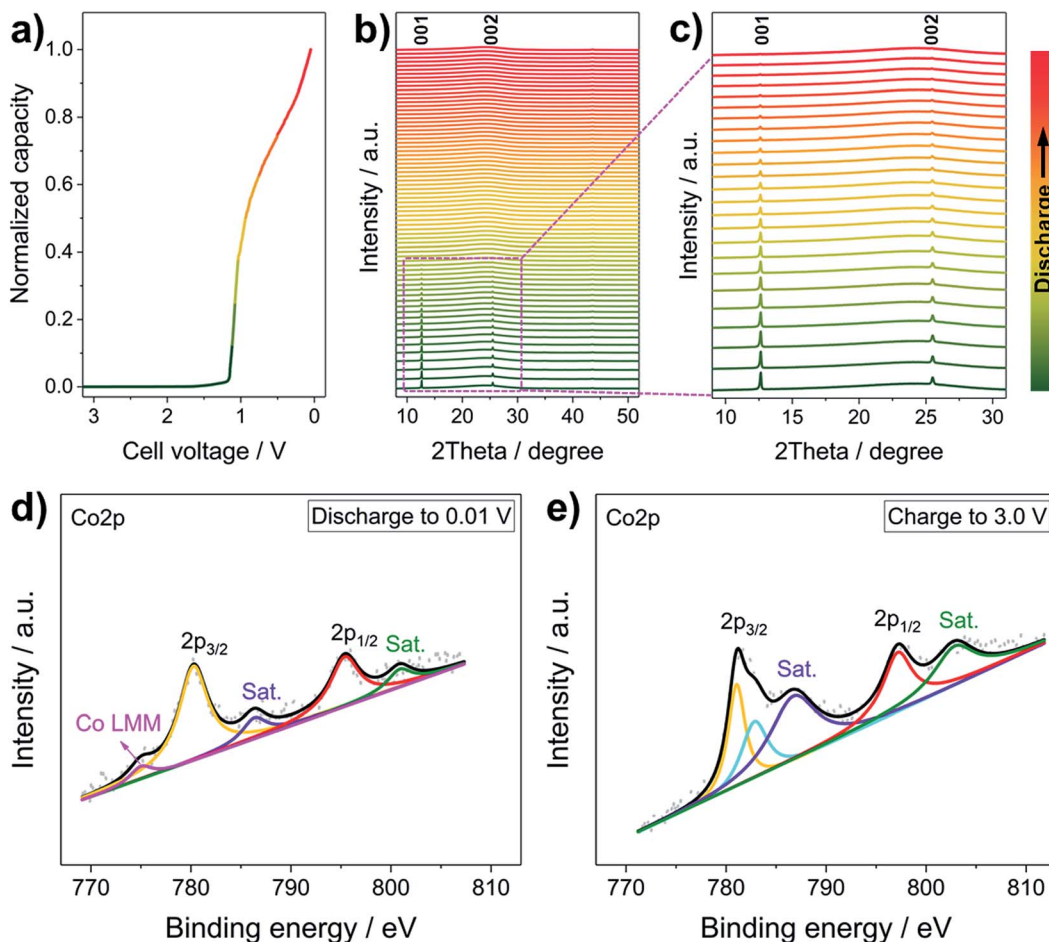 a)
Normalized capacity
1.0
0.8
0.6
0.4
0.2
0.0
3 2 1 0
Cell voltage / V
b)
001 002
Intensity / a.u.
10 20 30 40 50
2Theta / degree
c)
001 002
Intensity / a.u.
10 15 20 25 30
2Theta / degree
Discharge
d)
Co2p
Discharge to 0.01 V
2p3/2
2p1/2
Sat.
Sat.
Co LMM
Intensity / a.u.
770 780 790 800 810
Binding energy / eV
e)
Co2p
Charge to 3.0 V
2p3/2
2p1/2
Sat.
Sat.
Intensity / a.u.
770 780 790 800 810
Binding energy / eV